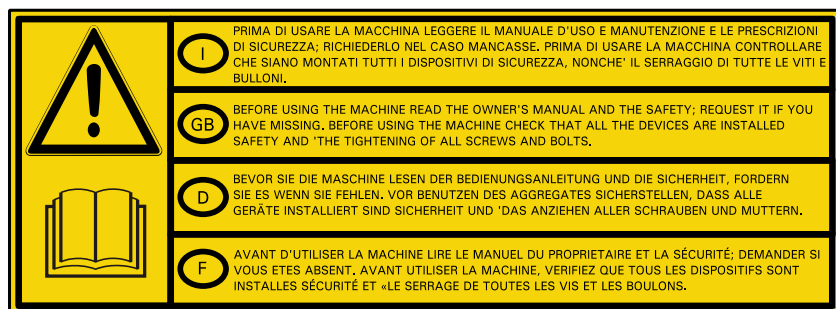 I
PRIMA DI USARE LA MACCHINA LEGGERE IL MANUALE D'USO E MANUTENZIONE E LE PRESCRIZIONI
DI SICUREZZA; RICHIEDERLO NEL CASO MANCASSE. PRIMA DI USARE LA MACCHINA CONTROLLARE
CHE SIANO MONTATI TUTTI I DISPOSITIVI DI SICUREZZA, NONCHE' IL SERRAGGIO DI TUTTE LE VITI E
BULLONI.
GB
BEFORE USING THE MACHINE READ THE OWNER'S MANUAL AND THE SAFETY; REQUEST IT IF YOU
HAVE MISSING. BEFORE USING THE MACHINE CHECK THAT ALL THE DEVICES ARE INSTALLED
SAFETY AND 'THE TIGHTENING OF ALL SCREWS AND BOLTS.
D
BEVOR SIE DIE MASCHINE LESEN DER BEDIENUNGSANLEITUNG UND DIE SICHERHEIT, FORDERN
SIE ES WENN SIE FEHLEN. VOR BENUTZEN DES AGGREGATES SICHERSTELLEN, DASS ALLE
GERÄTE INSTALLIERT SIND SICHERHEIT UND 'DAS ANZIEHEN ALLER SCHRAUBEN UND MUTTERN.
F
AVANT D'UTILISER LA MACHINE LIRE LE MANUEL DU PROPRIETAIRE ET LA SÉCURITÉ; DEMANDER SI
VOUS ETES ABSENT. AVANT UTILISER LA MACHINE, VERIFIEZ QUE TOUS LES DISPOSITIFS SONT
INSTALLES SÉCURITÉ ET «LE SERRAGE DE TOUTES LES VIS ET LES BOULONS.